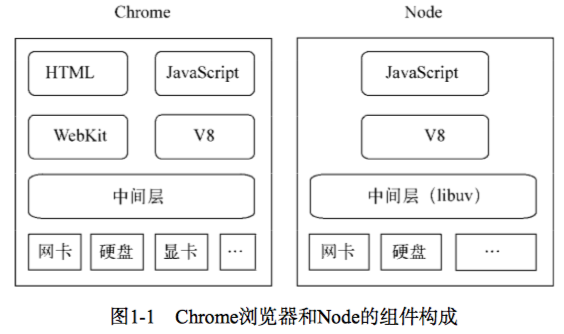 Chrome
Node
HTML
JavaScript
JavaScript
WebKit
V8
V8
中间层
中间层（libuv）
网卡
硬盘
显卡
…
网卡
硬盘
…
图1-1 Chrome浏览器和Node的组件构成